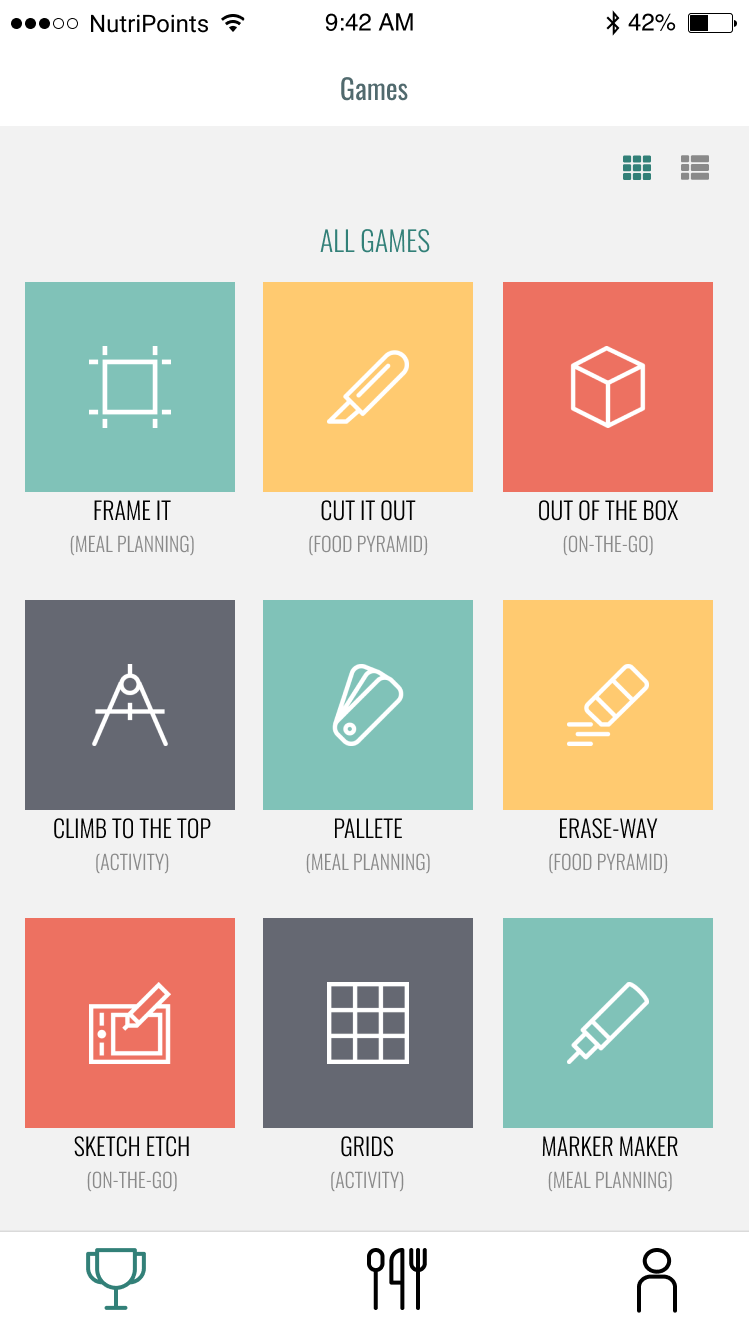 NutriPoints 9:42 AM 42%
Games
ALL GAMES
FRAME IT CUT IT OUT OUT OF THE BOX
(MEAL PLANNING) (FOOD PYRAMID) (ON-THE-GO)
CLIMB TO THE TOP PALLETE ERASE-WAY
(ACTIVITY) (MEAL PLANNING) (FOOD PYRAMID)
SKETCH ETCH GRIDS MARKER MAKER
(ON-THE-GO) (ACTIVITY) (MEAL PLANNING)